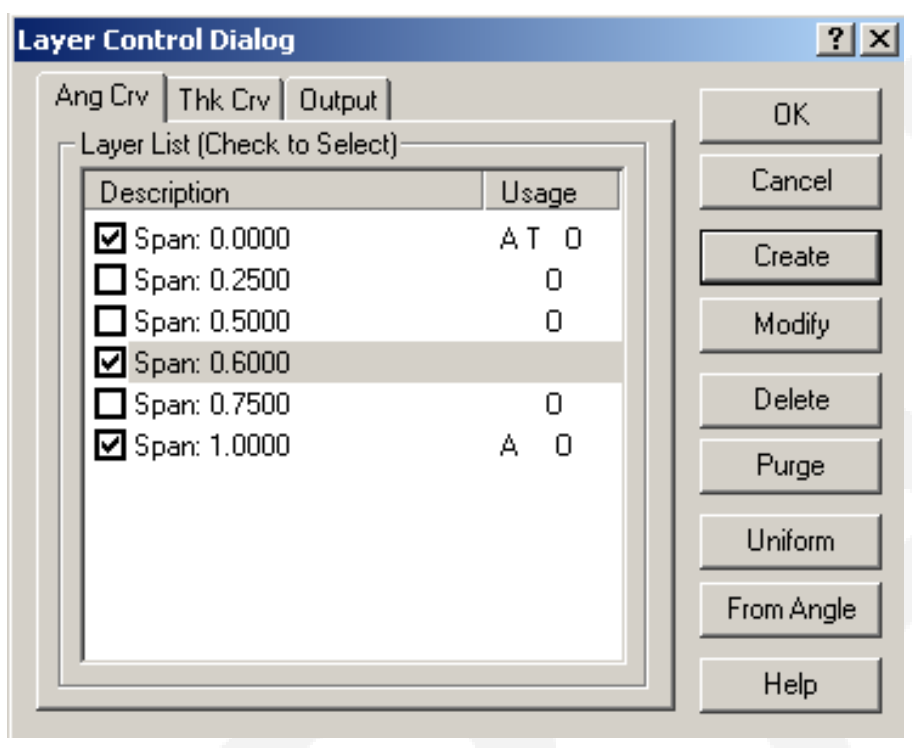 Layer Control Dialog
Ang Crv Thk Crv Output
Layer List (Check to Select)
Description Usage
Span: 0.0000 A T O
Span: 0.2500 O
Span: 0.5000 O
Span: 0.6000
Span: 0.7500 O
Span: 1.0000 A O
OK
Cancel
Create
Modify
Delete
Purge
Uniform
From Angle
Help